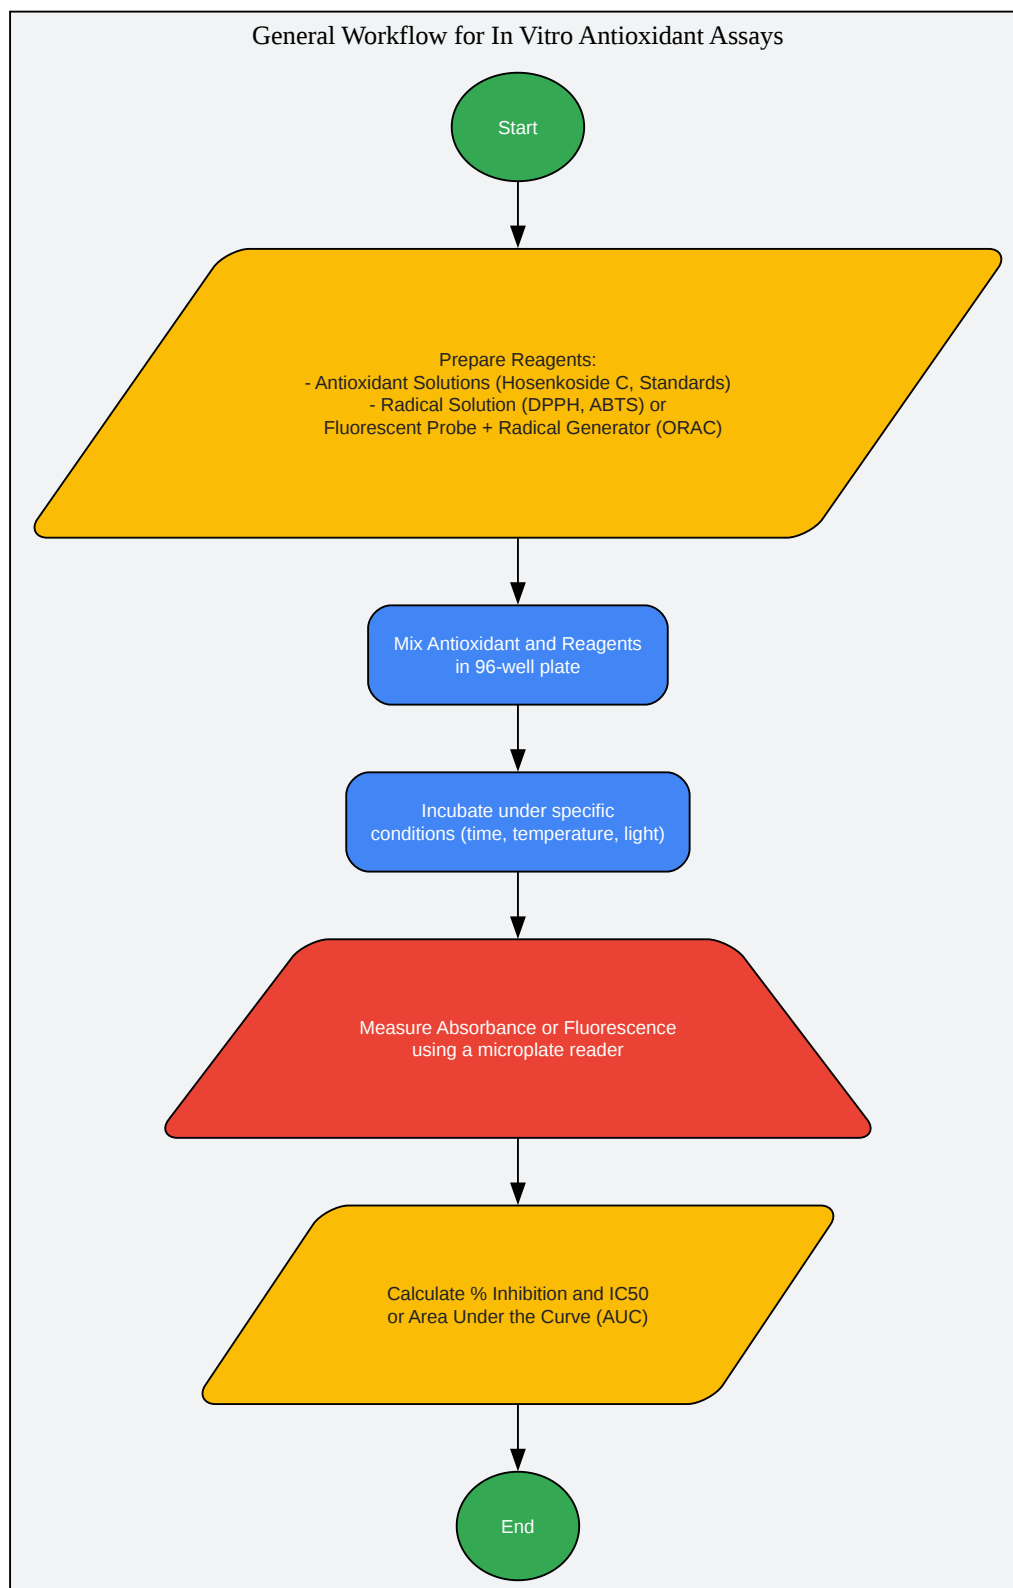 General Workflow for In Vitro Antioxidant Assays
Start
Prepare Reagents:
- Antioxidant Solutions (Hosenkoside C, Standards)
- Radical Solution (DPPH, ABTS) or
Fluorescent Probe + Radical Generator (ORAC)
Mix Antioxidant and Reagents
in 96-well plate
Incubate under specific
conditions (time, temperature, light)
Measure Absorbance or Fluorescence
using a microplate reader
Calculate % Inhibition and IC50
or Area Under the Curve (AUC)
End